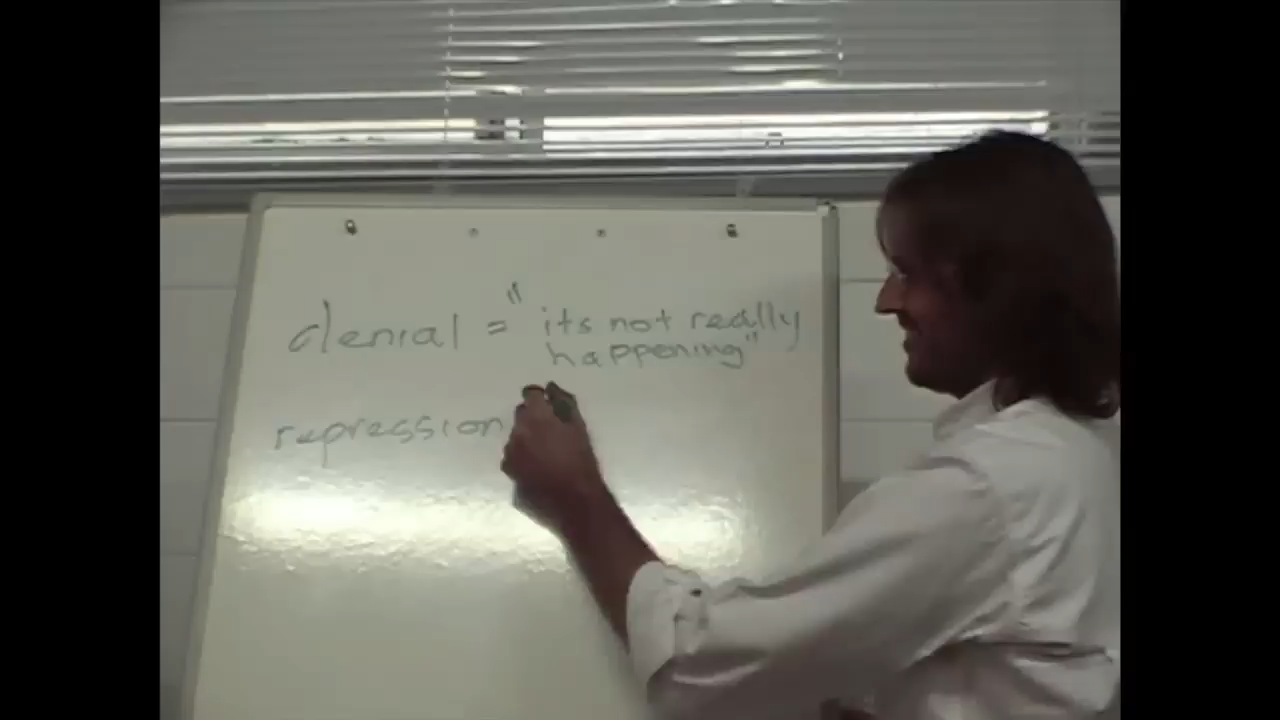 denial = "its not really
happening"
repression